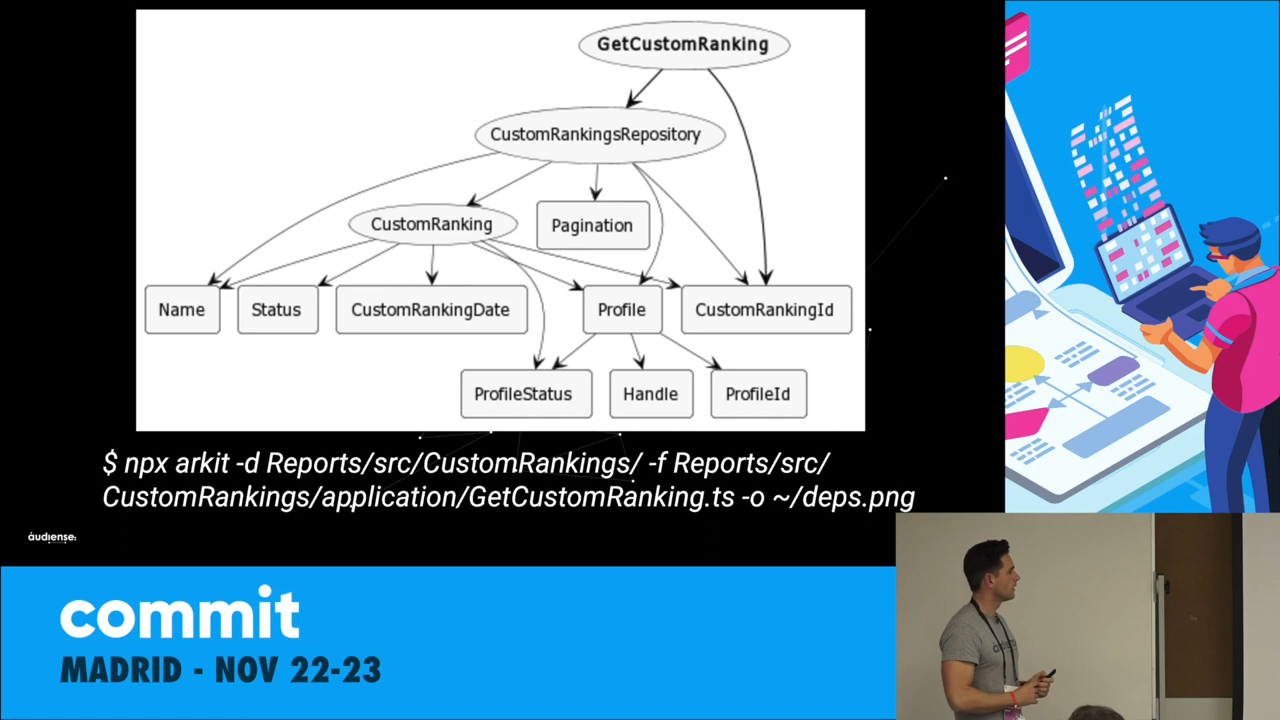 GetCustomRanking
CustomRankingsRepository
CustomRanking
Pagination
Name
Status
CustomRankingDate
Profile
CustomRankingId
ProfileStatus
Handle
ProfileId
$ npx arkit -d Reports/src/CustomRankings/ -f Reports/src/
CustomRankings/application/GetCustomRanking.ts -o ~/deps.png
audiense:
commit
MADRID - NOV 22-23